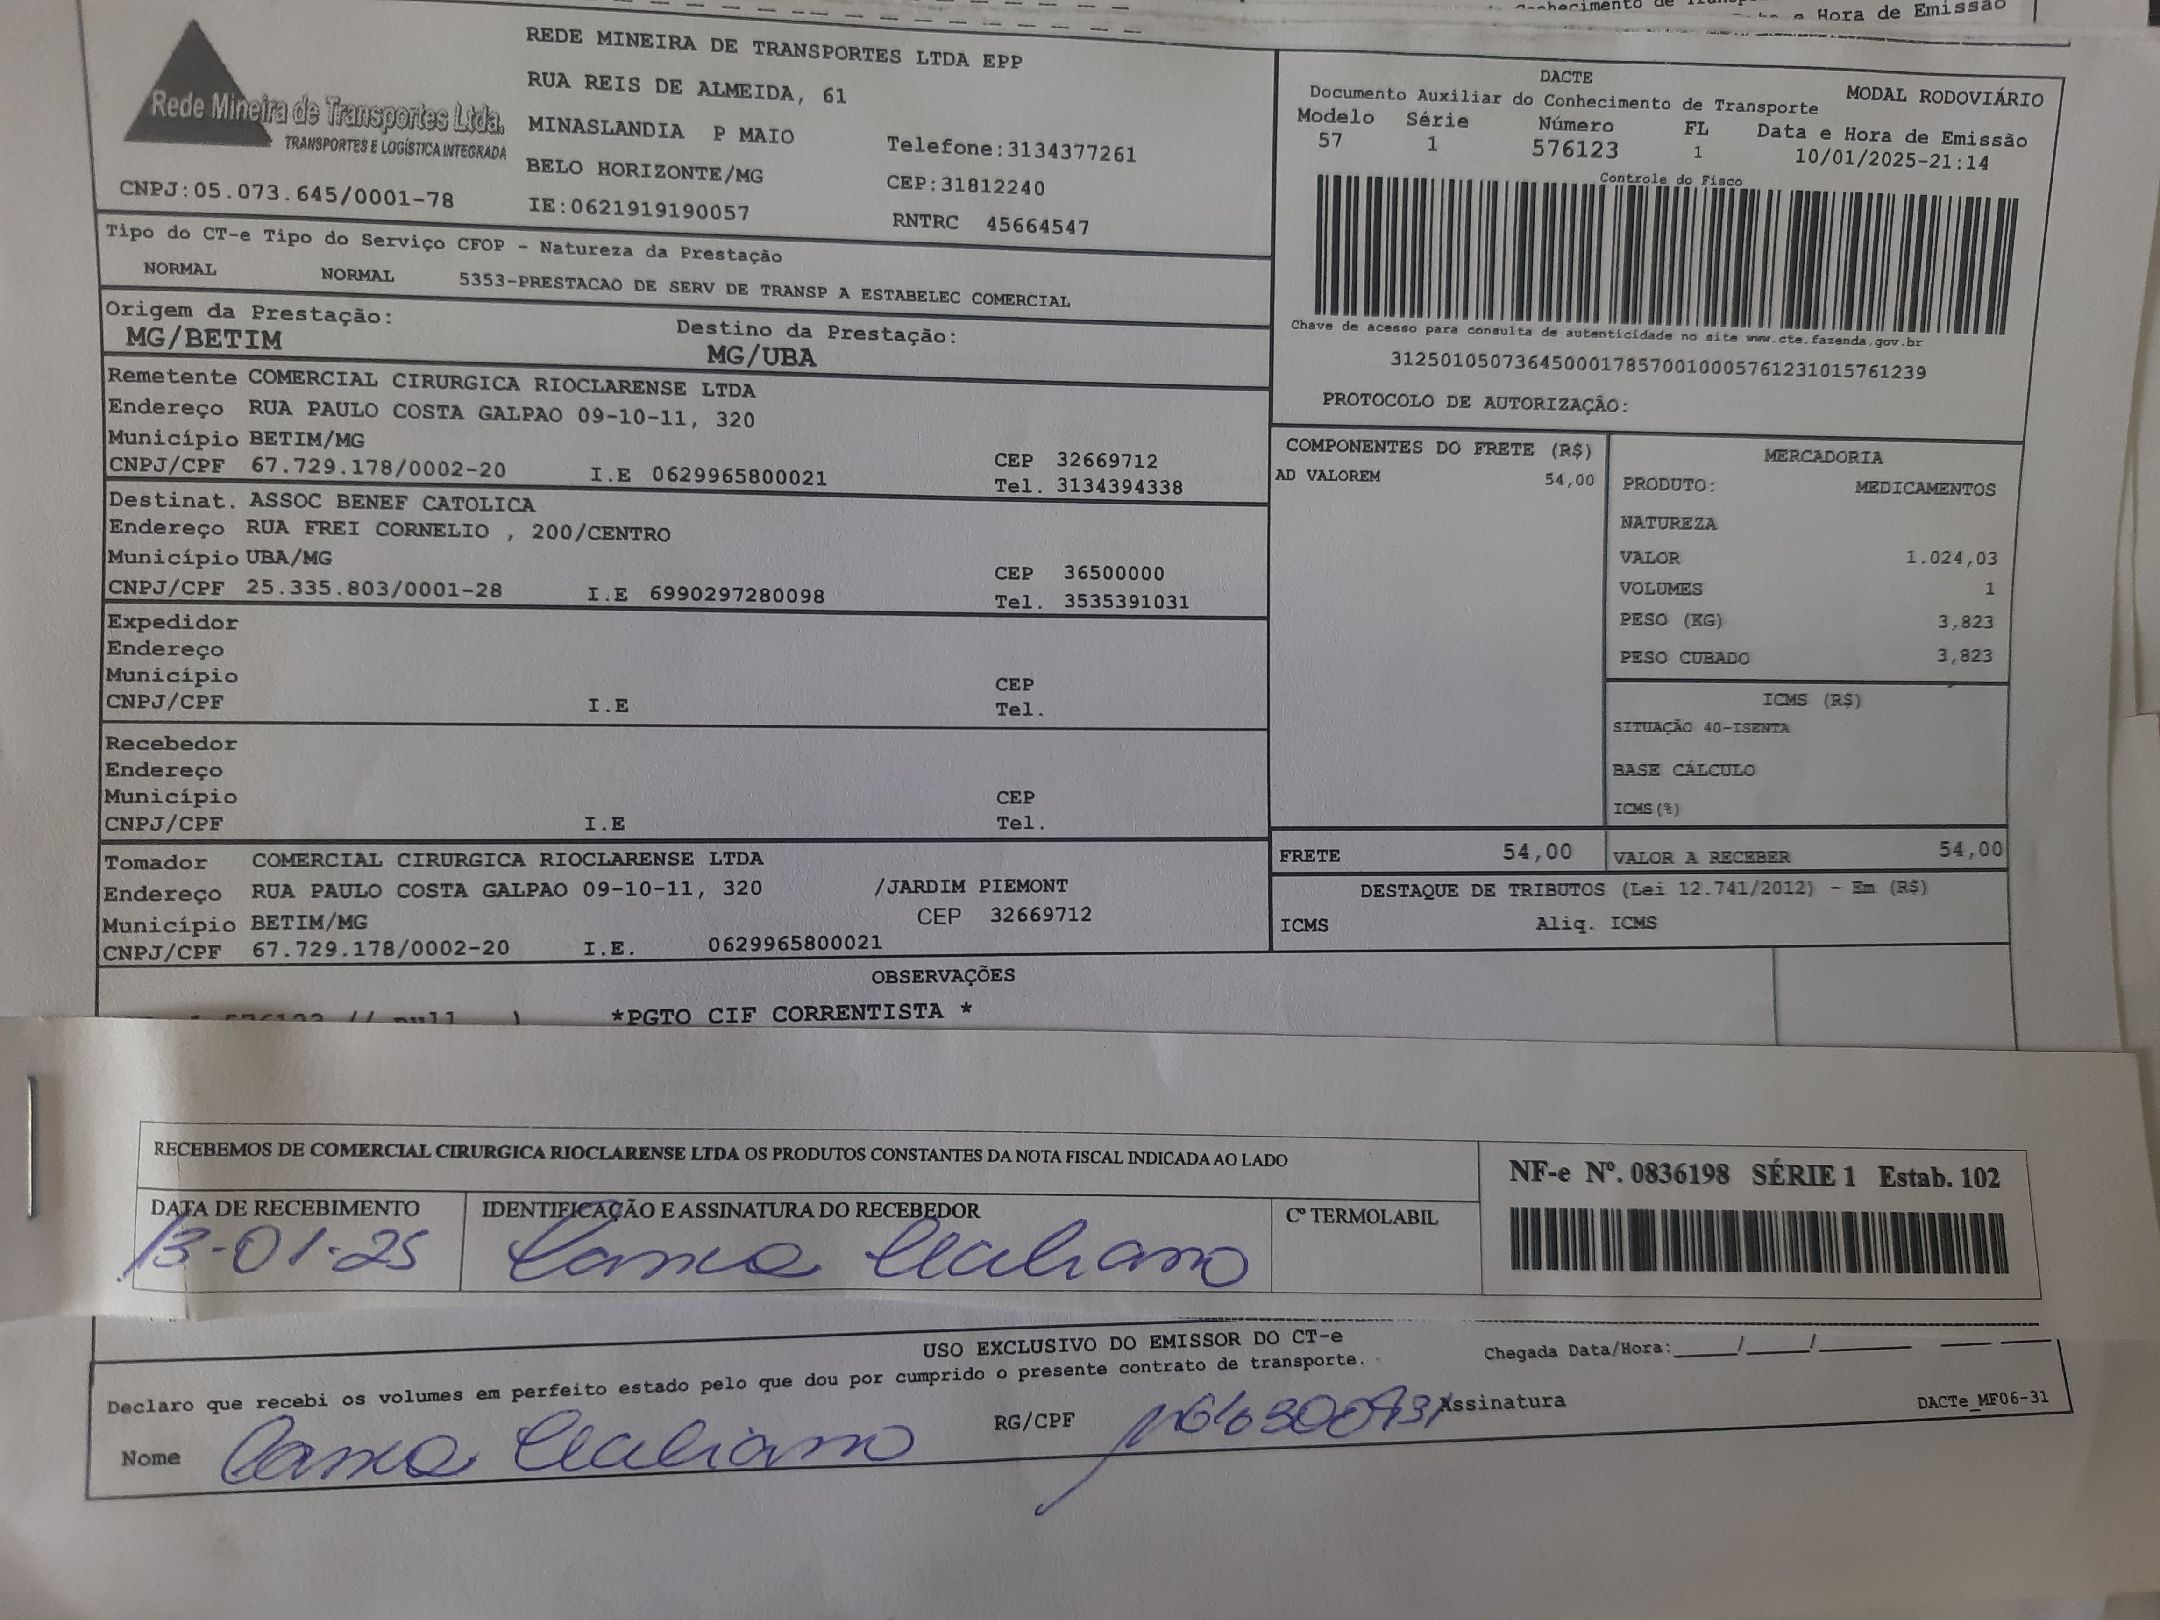 Hora de Emissão
Rede Mineira de Transportes Ltda.
TRANSPORTES E LOGÍSTICA INTEGRADA
CNPJ:05.073.645/0001-78
REDE MINEIRA DE TRANSPORTES LTDA EPP
RUA REIS DE ALMEIDA, 61
MINASLANDIA P MAIO
Telefone:3134377261
BELO HORIZONTE/MG
CEP:31812240
IE:0621919190057
RNTRC 45664547
DACTE
Documento Auxiliar do Conhecimento de Transporte
MODAL RODOVIÁRIO
Modelo Série Número FL Data e Hora de Emissão
57 1 576123 1 10/01/2025-21:14
Controle do Fisco
Chave de acesso para consulta de autenticidade no site www.cte.fazenda.gov.br
31250105073645000178570010005761231015761239
PROTOCOLO DE AUTORIZAÇÃO:
Tipo do CT-e Tipo do Serviço CFOP - Natureza da Prestação
NORMAL NORMAL 5353-PRESTACAO DE SERV DE TRANSP A ESTABELEC COMERCIAL
Origem da Prestação: Destino da Prestação:
MG/BETIM MG/UBA
Remetente COMERCIAL CIRURGICA RIOCLARENSE LTDA
Endereço RUA PAULO COSTA GALPAO 09-10-11, 320
Município BETIM/MG CEP 32669712
CNPJ/CPF 67.729.178/0002-20 I.E 0629965800021 Tel. 3134394338
Destinat. ASSOC BENEF CATOLICA
Endereço RUA FREI CORNELIO , 200/CENTRO
Município UBA/MG CEP 36500000
CNPJ/CPF 25.335.803/0001-28 I.E 6990297280098 Tel. 3535391031
Expedidor
Endereço
Município CEP
CNPJ/CPF I.E Tel.
Recebedor
Endereço
Município CEP
CNPJ/CPF I.E Tel.
Tomador COMERCIAL CIRURGICA RIOCLARENSE LTDA
Endereço RUA PAULO COSTA GALPAO 09-10-11, 320 /JARDIM PIEMONT
Município BETIM/MG CEP 32669712
CNPJ/CPF 67.729.178/0002-20 I.E. 0629965800021
COMPONENTES DO FRETE (R$)
AD VALOREM 54,00
MERCADORIA
PRODUTO: MEDICAMENTOS
NATUREZA
VALOR 1.024,03
VOLUMES 1
PESO (KG) 3,823
PESO CUBADO 3,823
ICMS (R$)
SITUAÇÃO 40-ISENTA
BASE CÁLCULO
ICMS(%)
FRETE 54,00 VALOR A RECEBER 54,00
DESTAQUE DE TRIBUTOS (Lei 12.741/2012) - Em (R$)
ICMS Aliq. ICMS
OBSERVAÇÕES
*PGTO CIF CORRENTISTA *
RECEBEMOS DE COMERCIAL CIRURGICA RIOCLARENSE LTDA OS PRODUTOS CONSTANTES DA NOTA FISCAL INDICADA AO LADO
NF-e Nº. 0836198 SÉRIE 1 Estab. 102
DATA DE RECEBIMENTO IDENTIFICAÇÃO E ASSINATURA DO RECEBEDOR Cº TERMOLABIL
13-01-25
USO EXCLUSIVO DO EMISSOR DO CT-e
Declaro que recebi os volumes em perfeito estado pelo que dou por cumprido o presente contrato de transporte.
Chegada Data/Hora:____/____/______
Nome RG/CPF Assinatura
DACTe_MF06-31